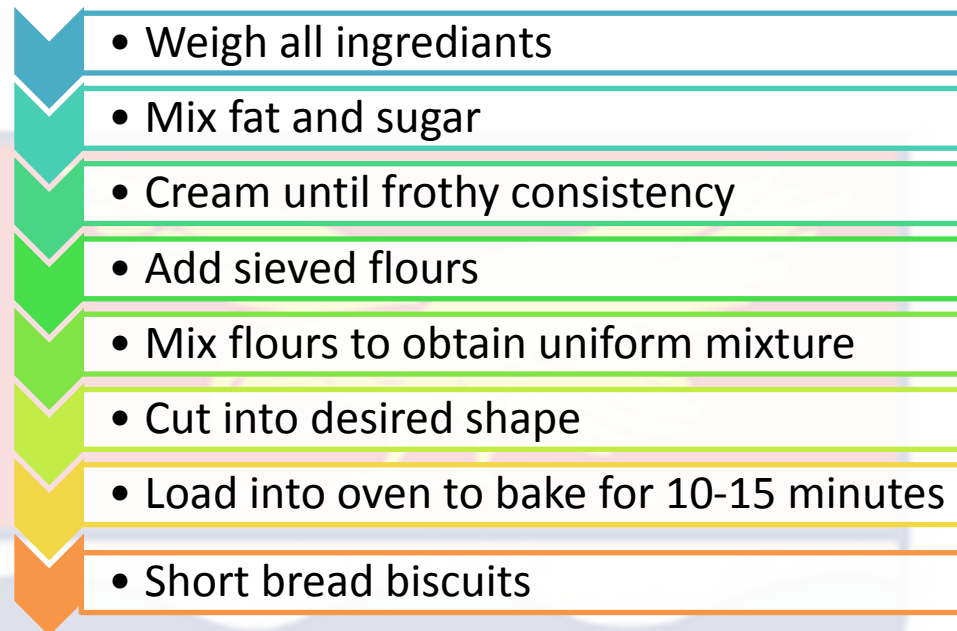 • Weigh all ingrediants
• Mix fat and sugar
• Cream until frothy consistency
• Add sieved flours
• Mix flours to obtain uniform mixture
• Cut into desired shape
• Load into oven to bake for 10-15 minutes
• Short bread biscuits